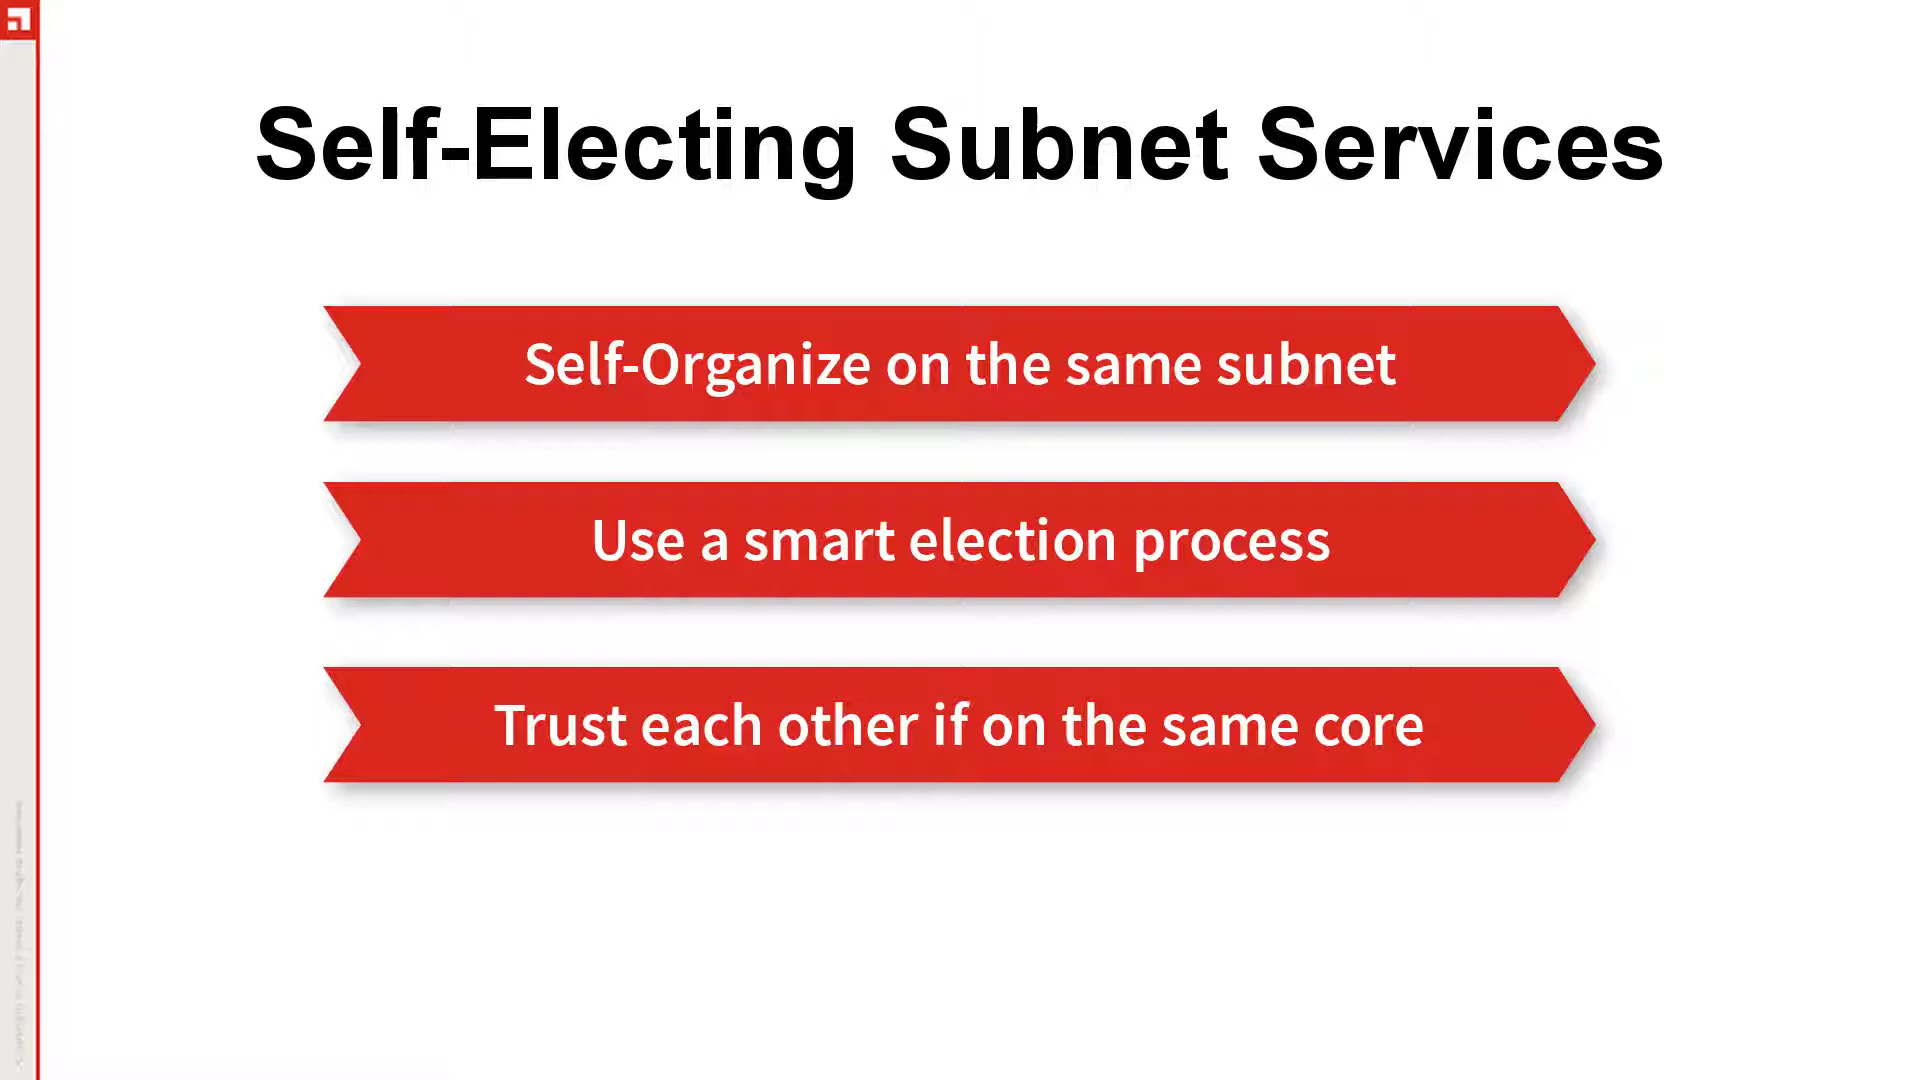 Self-Electing Subnet Services
Self-Organize on the same subnet
Use a smart election process
Trust each other if on the same core